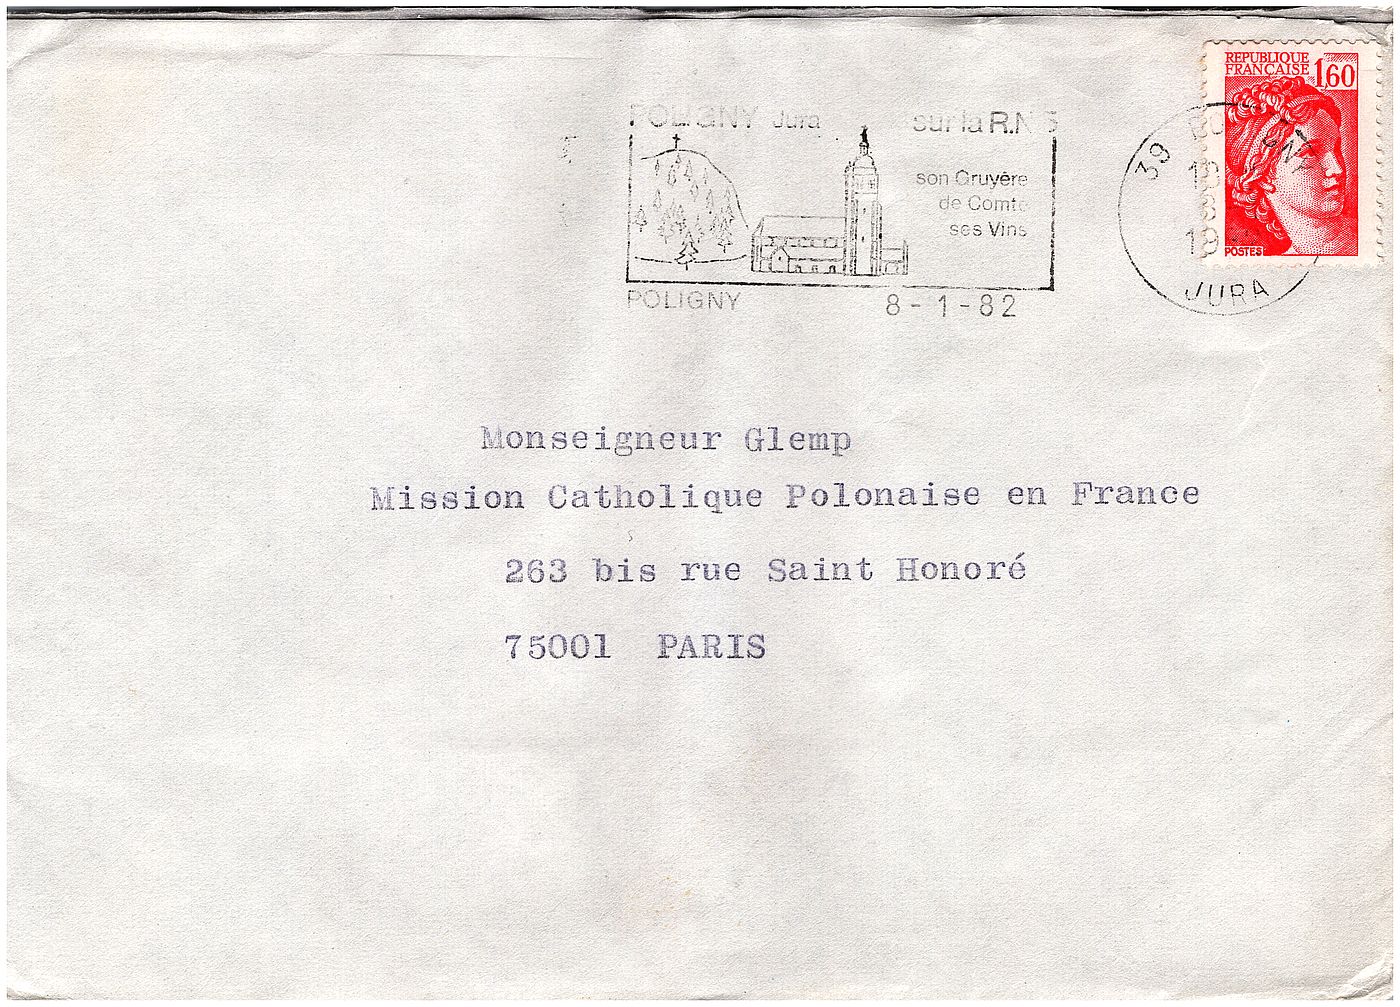 REPUBLIQUE
FRANÇAISE 1,60
POSTES
POLIGNY Jura sur la R.N 5
son Gruyère
de Comté
ses Vins
POLIGNY 8-1-82
39 POLIGNY
JURA
Monseigneur Glemp
Mission Catholique Polonaise en France
263 bis rue Saint Honoré
75001 PARIS